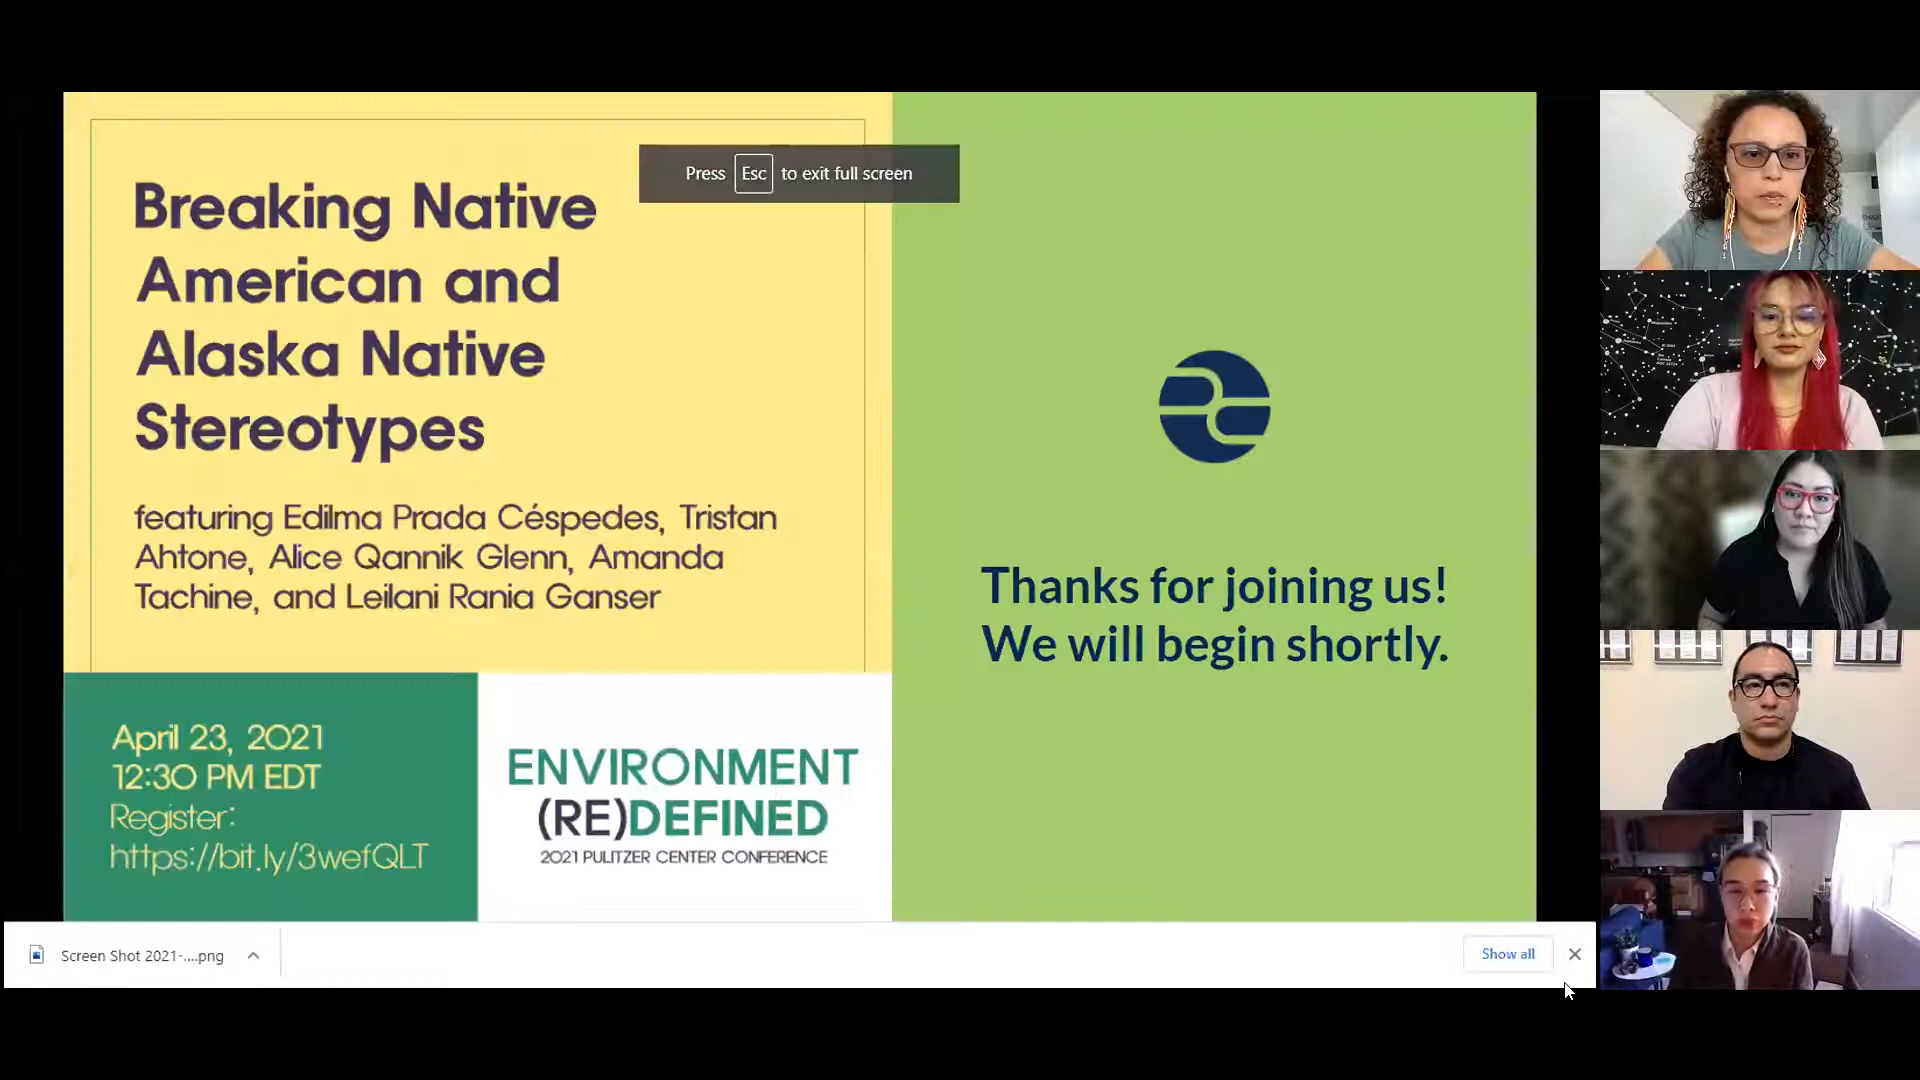 Breaking Native
American and
Alaska Native
Stereotypes
featuring Edilma Prada Céspedes, Tristan
Ahtone, Alice Qannik Glenn, Amanda
Tachine, and Leilani Rania Ganser
April 23, 2021
12:30 PM EDT
Register:
https://bit.ly/3wefQLT
ENVIRONMENT
(RE)DEFINED
2021 PULITZER CENTER CONFERENCE
Press Esc to exit full screen
Thanks for joining us!
We will begin shortly.
Screen Shot 2021-....png
Show all